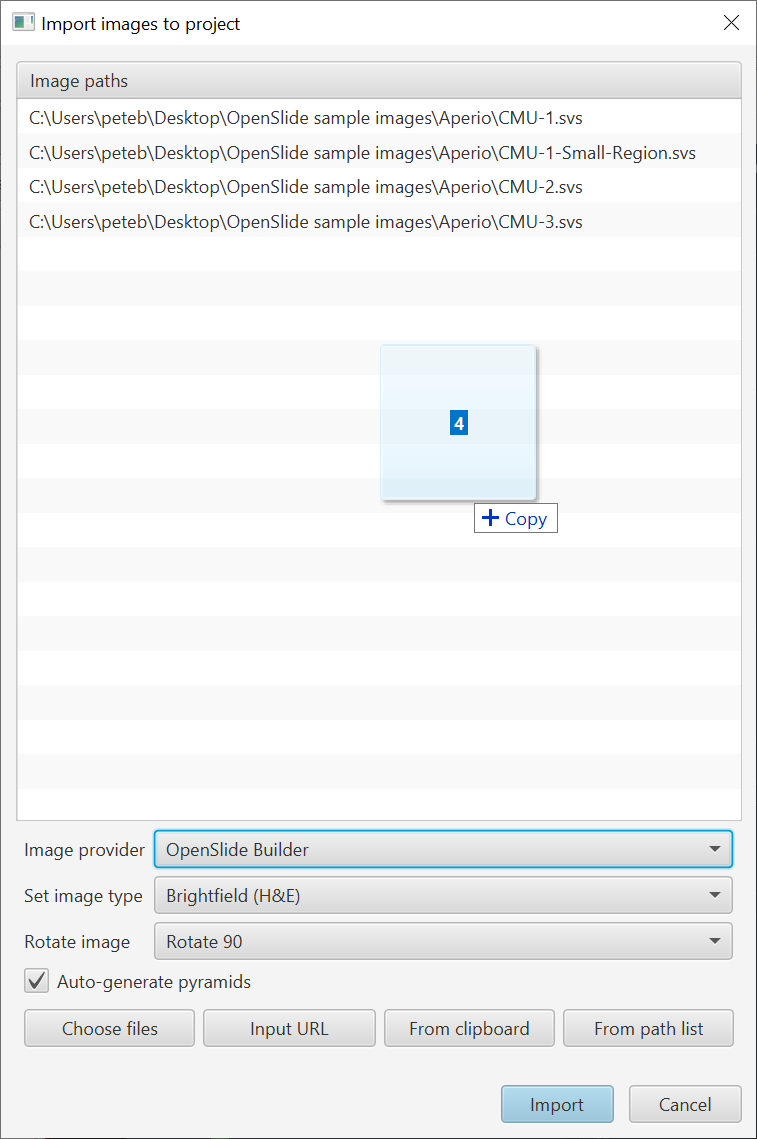 Import images to project
Image paths
C:\Users\peteb\Desktop\OpenSlide sample images\Aperio\CMU-1.svs
C:\Users\peteb\Desktop\OpenSlide sample images\Aperio\CMU-1-Small-Region.svs
C:\Users\peteb\Desktop\OpenSlide sample images\Aperio\CMU-2.svs
C:\Users\peteb\Desktop\OpenSlide sample images\Aperio\CMU-3.svs
4
+ Copy
Image provider OpenSlide Builder
Set image type Brightfield (H&E)
Rotate image Rotate 90
Auto-generate pyramids
Choose files Input URL From clipboard From path list
Import Cancel